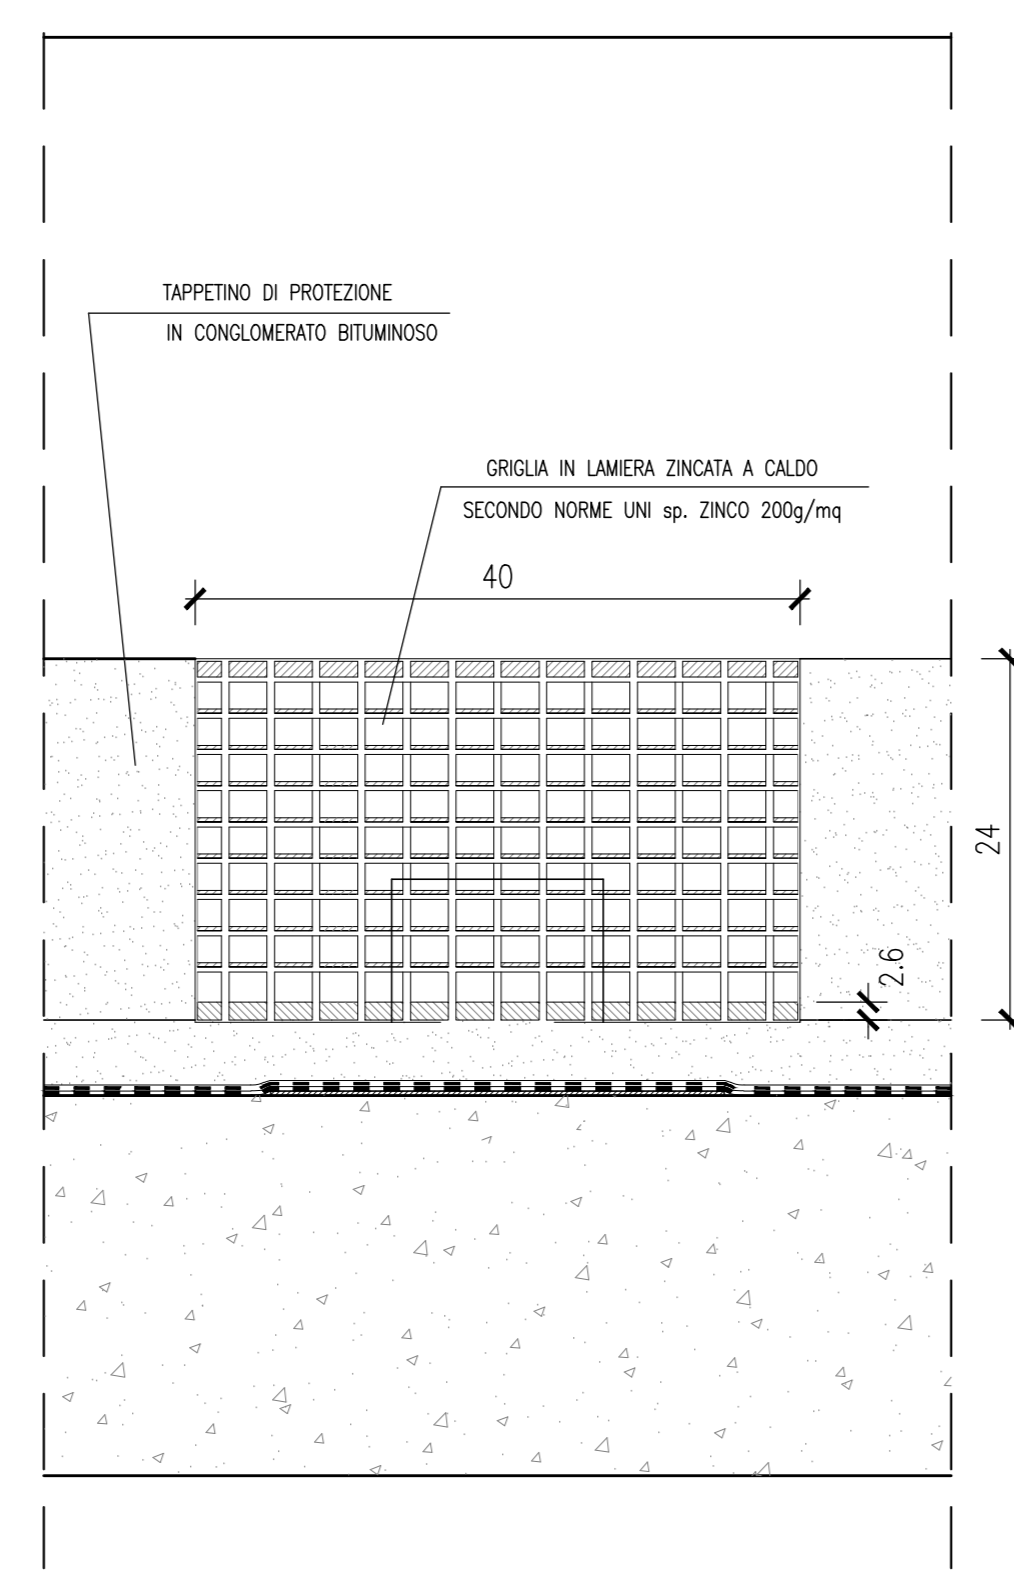 TAPPETINO DI PROTEZIONE
IN CONGLOMERATO BITUMINOSO
GRIGLIA IN LAMIERA ZINCATA A CALDO
SECONDO NORME UNI sp. ZINCO 200g/mq
40
24
2.6